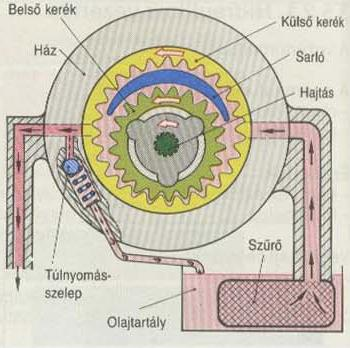 Belső kerék
Külső kerék
Ház
Sarló
Hajtás
Túlnyomás-
szelep
Szűrő
Olajtartály